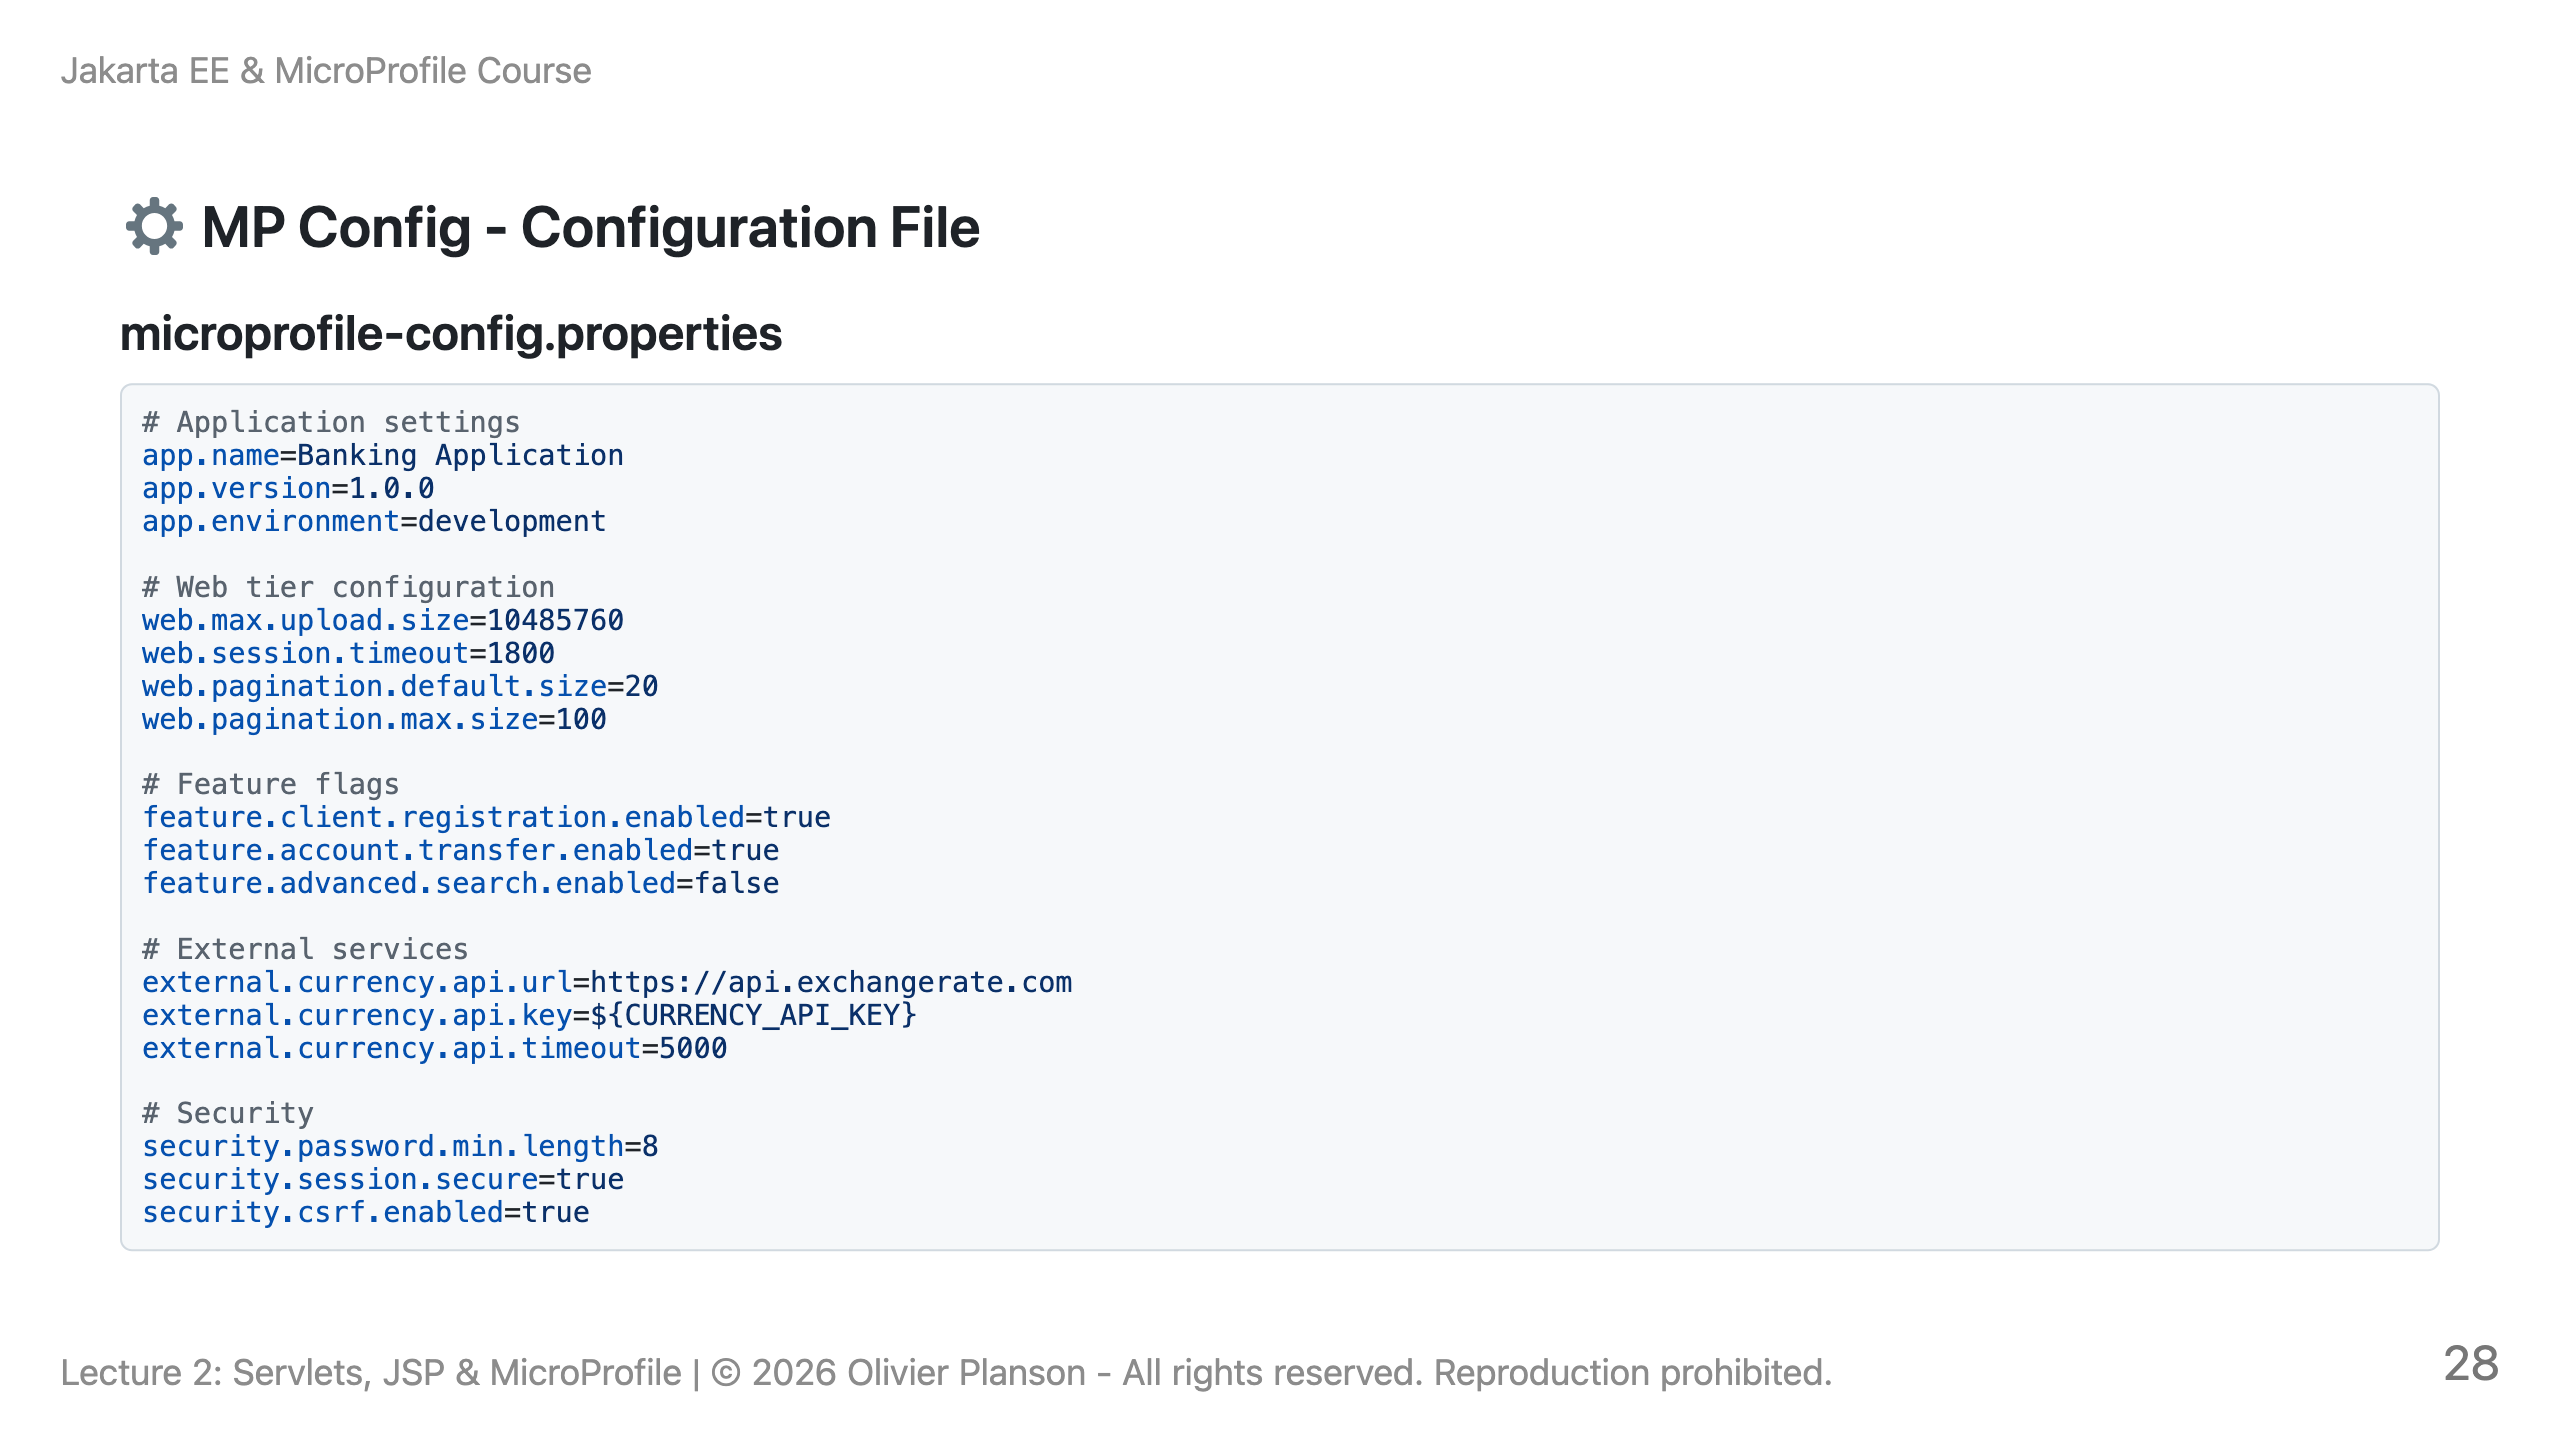 Jakarta EE & MicroProfile Course
MP Config - Configuration File
microprofile-config.properties
# Application settings
app.name=Banking Application
app.version=1.0.0
app.environment=development
# Web tier configuration
web.max.upload.size=10485760
web.session.timeout=1800
web.pagination.default.size=20
web.pagination.max.size=100
# Feature flags
feature.client.registration.enabled=true
feature.account.transfer.enabled=true
feature.advanced.search.enabled=false
# External services
external.currency.api.url=https://api.exchangerate.com
external.currency.api.key=${CURRENCY_API_KEY}
external.currency.api.timeout=5000
# Security
security.password.min.length=8
security.session.secure=true
security.csrf.enabled=true
Lecture 2: Servlets, JSP & MicroProfile | © 2026 Olivier Planson - All rights reserved. Reproduction prohibited.
28